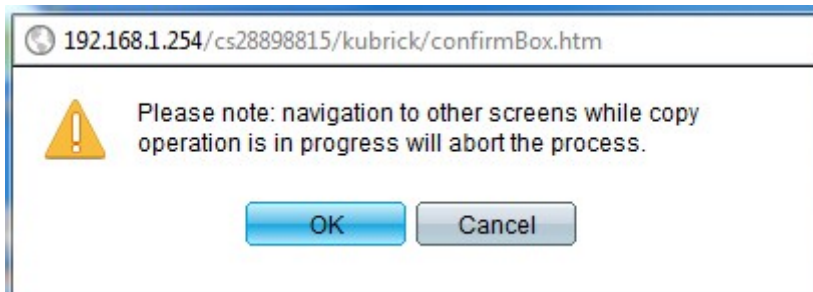 192.168.1.254/cs28898815/kubrick/confirmBox.htm
Please note: navigation to other screens while copy
operation is in progress will abort the process.
OK Cancel